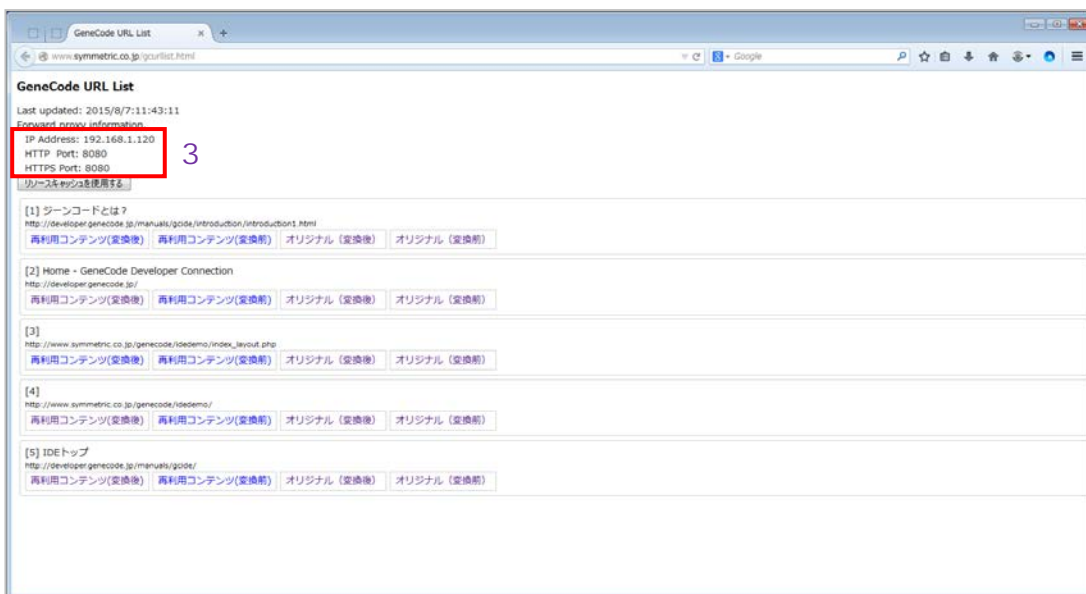 GeneCode URL List
www.symmetric.co.jp/gcurllist.html
Google
GeneCode URL List
Last updated: 2015/8/7:11:43:11
Forward proxy information
IP Address: 192.168.1.120
HTTP Port: 8080
HTTPS Port: 8080
3
リソースキャッシュを使用する
[1] ジーンコードとは？
http://developer.genecode.jp/manuals/gcide/introduction/introduction1.html
再利用コンテンツ(変換後) 再利用コンテンツ(変換前) オリジナル（変換後） オリジナル（変換前）
[2] Home - GeneCode Developer Connection
http://developer.genecode.jp/
再利用コンテンツ(変換後) 再利用コンテンツ(変換前) オリジナル（変換後） オリジナル（変換前）
[3]
http://www.symmetric.co.jp/genecode/idedemo/index_layout.php
再利用コンテンツ(変換後) 再利用コンテンツ(変換前) オリジナル（変換後） オリジナル（変換前）
[4]
http://www.symmetric.co.jp/genecode/idedemo/
再利用コンテンツ(変換後) 再利用コンテンツ(変換前) オリジナル（変換後） オリジナル（変換前）
[5] IDEトップ
http://developer.genecode.jp/manuals/gcide/
再利用コンテンツ(変換後) 再利用コンテンツ(変換前) オリジナル（変換後） オリジナル（変換前）